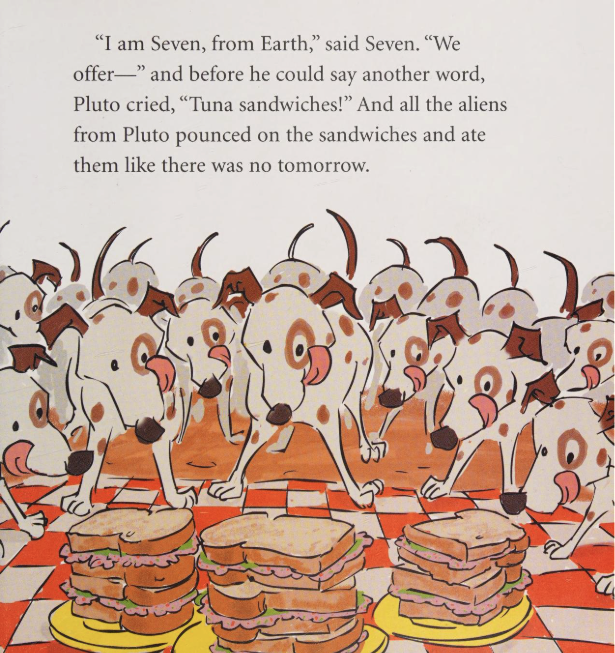 “I am Seven, from Earth,” said Seven. “We
offer—” and before he could say another word,
Pluto cried, “Tuna sandwiches!” And all the aliens
from Pluto pounced on the sandwiches and ate
them like there was no tomorrow.